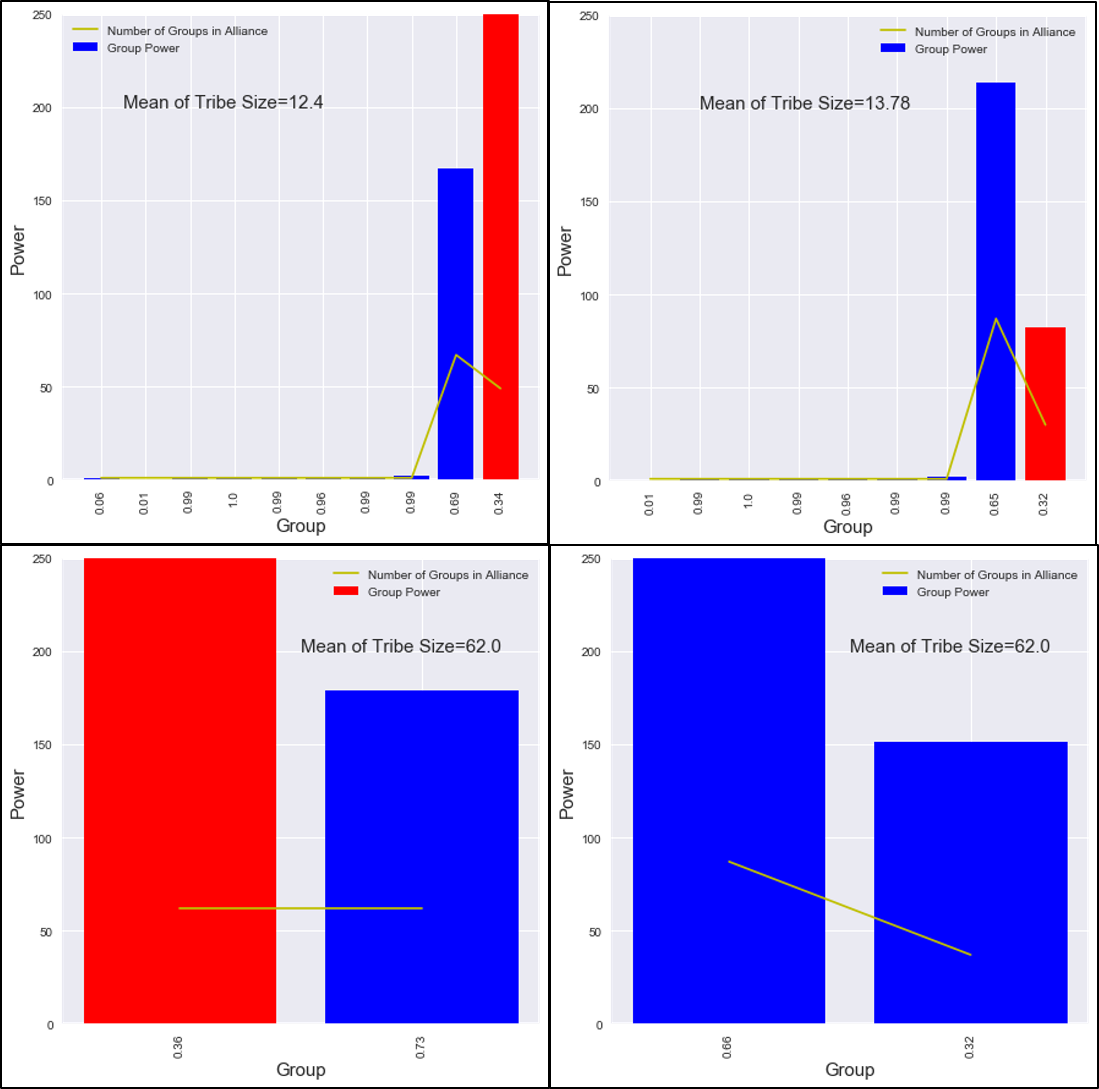 250
200
150
100
50
0
Power
Number of Groups in Alliance
Group Power
Mean of Tribe Size=12.4
0.06
0.01
0.99
1.0
0.99
0.96
0.99
0.99
0.69
0.34
Group
250
200
150
100
50
0
Power
Number of Groups in Alliance
Group Power
Mean of Tribe Size=13.78
0.01
0.99
1.0
0.99
0.96
0.99
0.99
0.65
0.32
Group
250
200
150
100
50
0
Power
Number of Groups in Alliance
Group Power
Mean of Tribe Size=62.0
0.36
0.73
Group
250
200
150
100
50
0
Power
Number of Groups in Alliance
Group Power
Mean of Tribe Size=62.0
0.66
0.32
Group